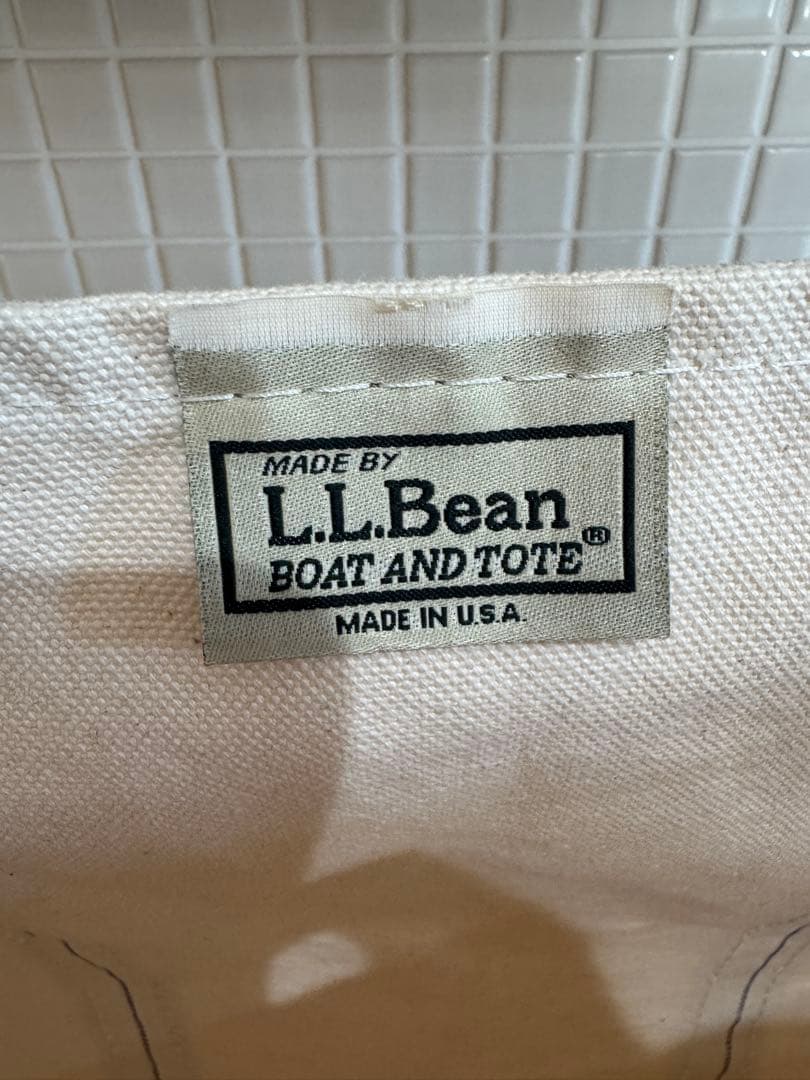 MADE BY
L.L.Bean
BOAT AND TOTE®
MADE IN U.S.A.